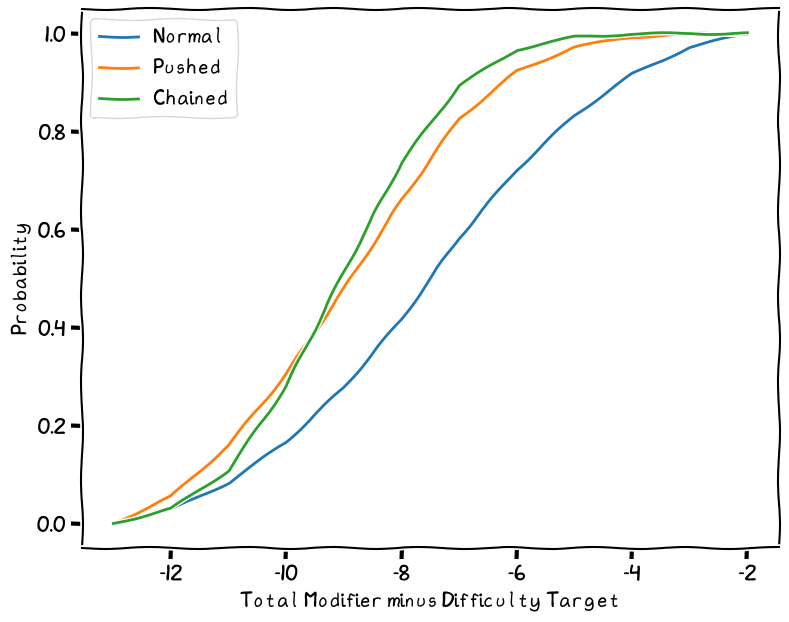 Normal
Pushed
Chained
1.0
0.8
0.6
0.4
0.2
0.0
Probability
-12 -10 -8 -6 -4 -2
Total Modifier minus Difficulty Target